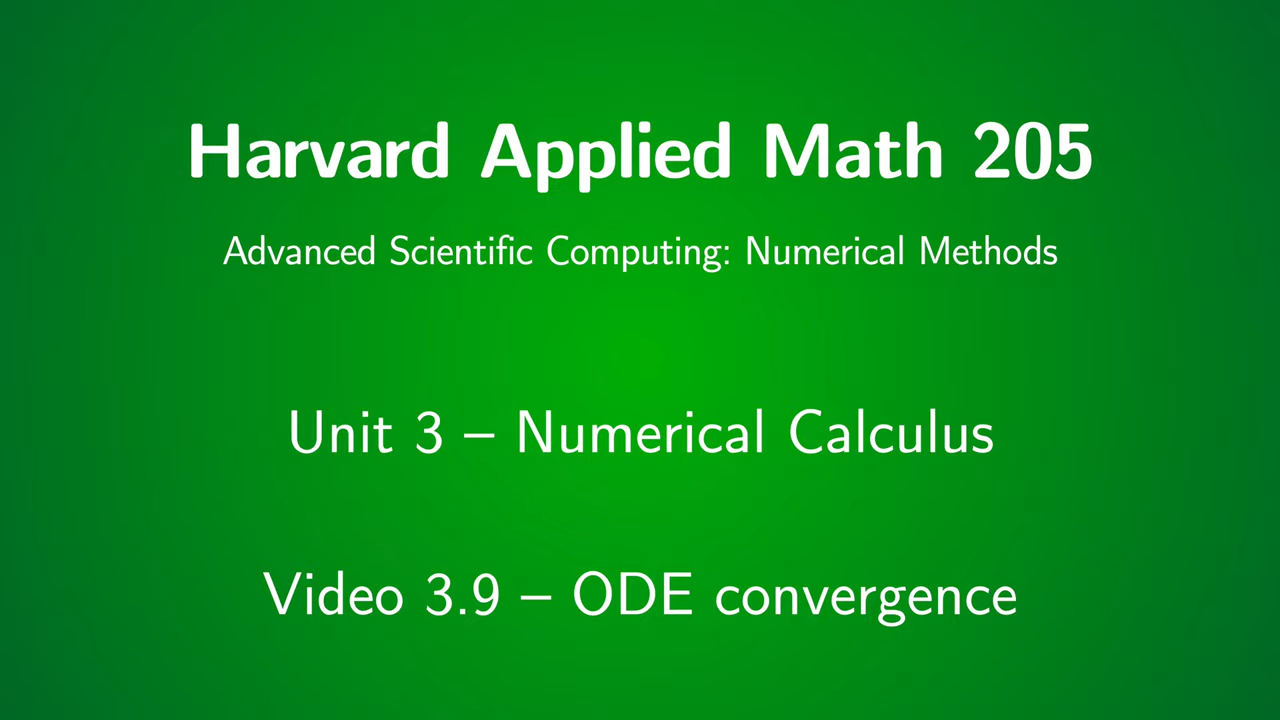 Harvard Applied Math 205
Advanced Scientific Computing: Numerical Methods
Unit 3 – Numerical Calculus
Video 3.9 – ODE convergence